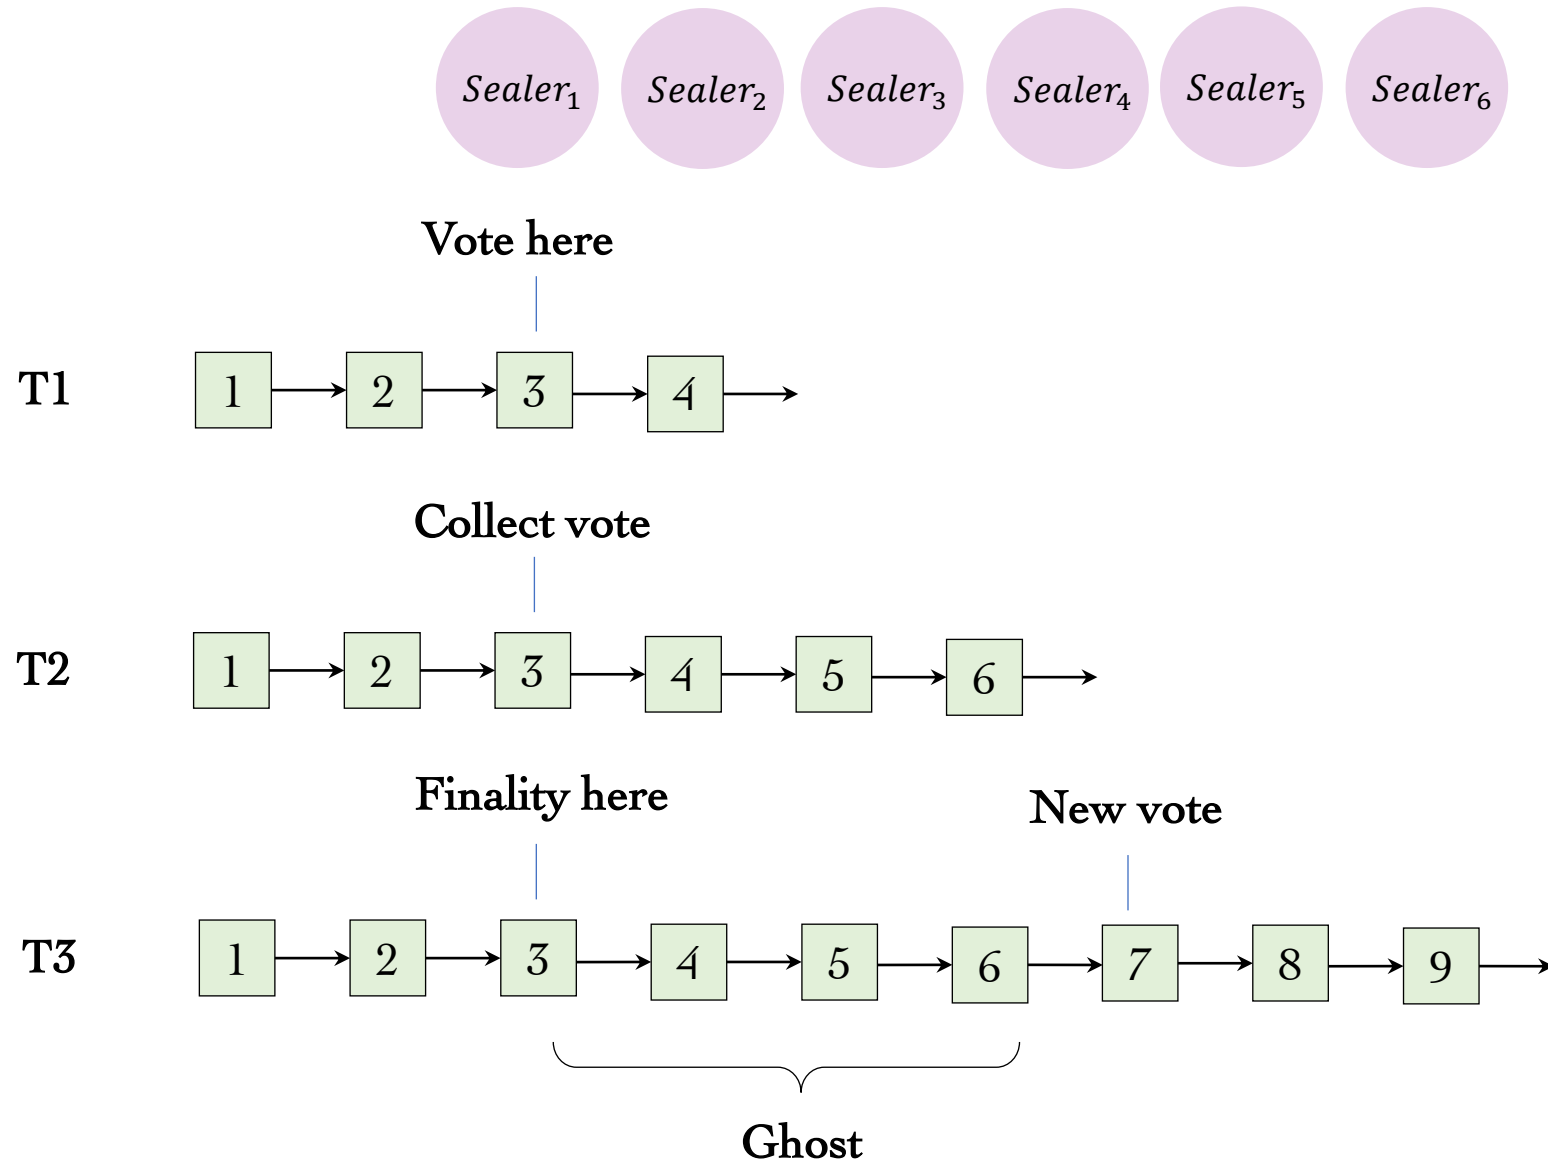 Sealer₁ Sealer₂ Sealer₃ Sealer₄ Sealer₅ Sealer₆
Vote here
T1 1 2 3 4
Collect vote
T2 1 2 3 4 5 6
Finality here New vote
T3 1 2 3 4 5 6 7 8 9
Ghost